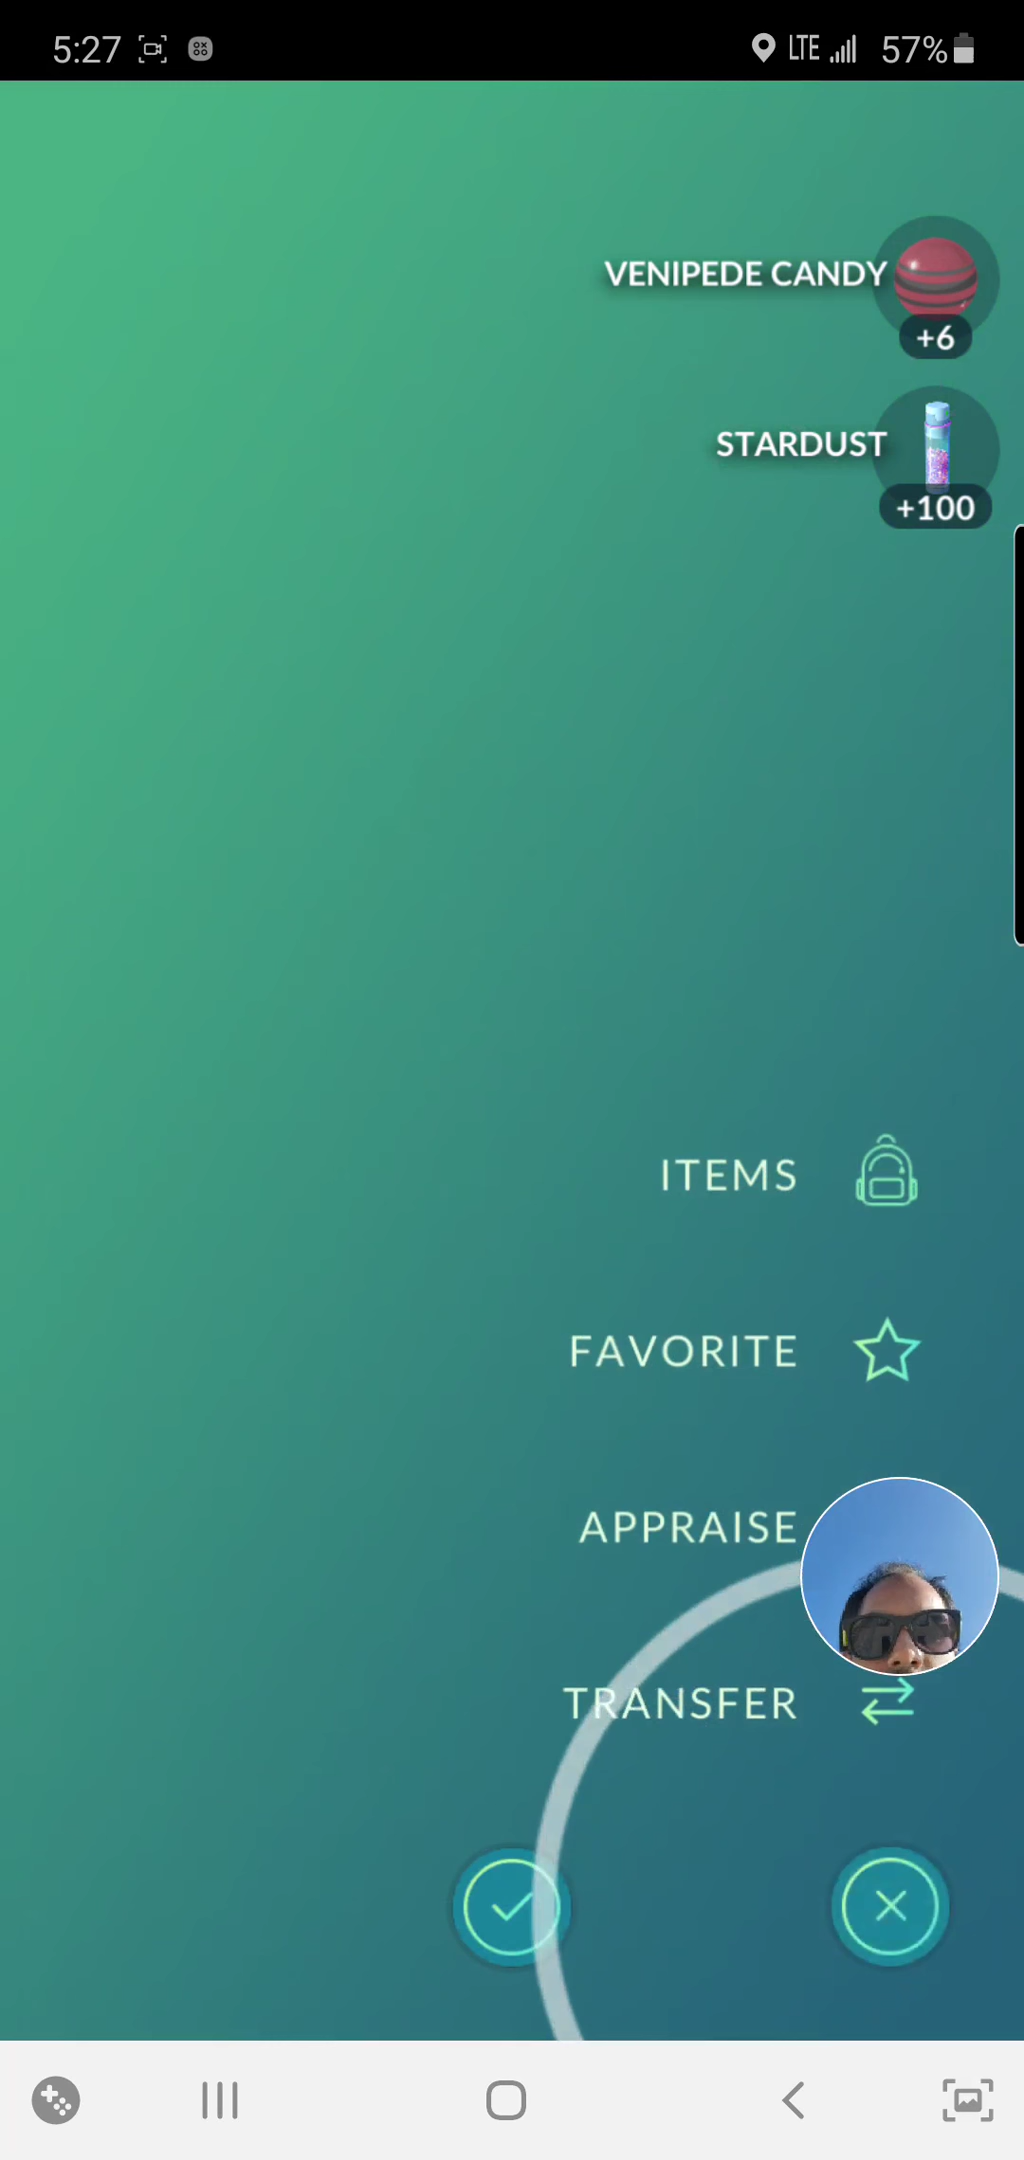 5:27
LTE 57%
VENIPEDE CANDY
+6
STARDUST
+100
ITEMS
FAVORITE
APPRAISE
TRANSFER